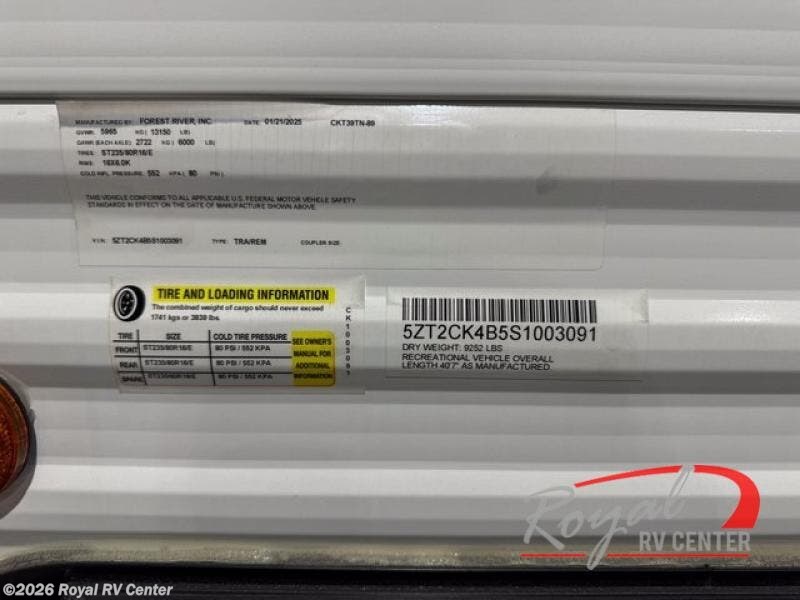 MANUFACTURED BY: FOREST RIVER, INC. DATE: 01/21/2025 CKT39TN-89
GVWR: 5965 KG ( 13150 LB)
GAWR (EACH AXLE) 2722 KG ( 6000 LB)
TIRES: ST235/80R16/E
RIMS: 16X6.0K
COLD INFL. PRESSURE: 552 KPA ( 80 PSI )
THIS VEHICLE CONFORMS TO ALL APPLICABLE U.S. FEDERAL MOTOR VEHICLE SAFETY
STANDARDS IN EFFECT ON THE DATE OF MANUFACTURE SHOWN ABOVE.
V.I.N.: 5ZT2CK4B5S1003091 TYPE: TRA/REM COUPLER SIZE
TIRE AND LOADING INFORMATION
The combined weight of cargo should never exceed
1741 kgs or 3838 lbs.
TIRE SIZE COLD TIRE PRESSURE
FRONT ST235/80R16/E 80 PSI / 552 KPA
REAR ST235/80R16/E 80 PSI / 552 KPA
SPARE ST235/80R16/E 80 PSI / 552 KPA
SEE OWNER'S
MANUAL FOR
ADDITIONAL
INFORMATION
CK1003091
5ZT2CK4B5S1003091
DRY WEIGHT: 9252 LBS
RECREATIONAL VEHICLE OVERALL
LENGTH 40'7" AS MANUFACTURED
Royal
RV CENTER
©2026 Royal RV Center